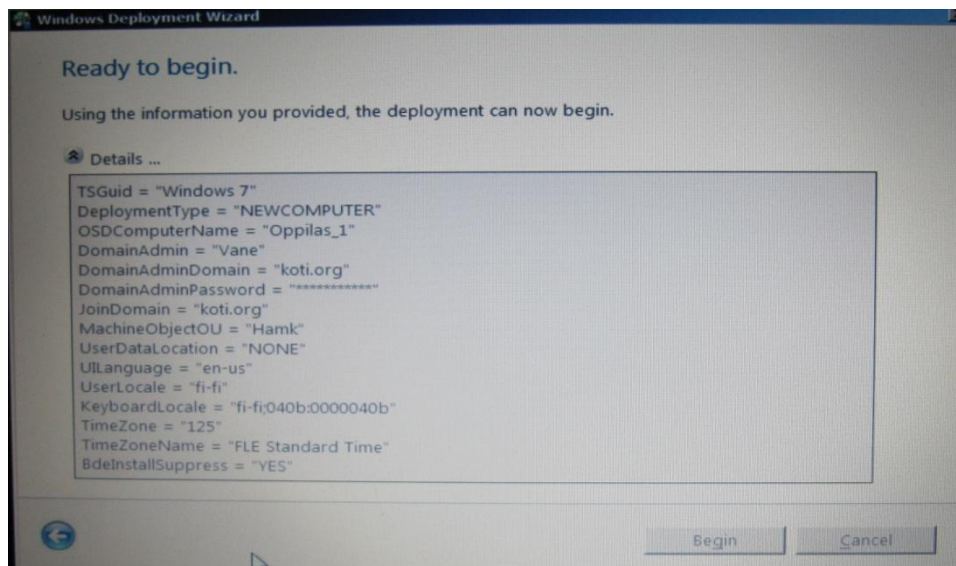 Windows Deployment Wizard
Ready to begin.
Using the information you provided, the deployment can now begin.
Details ...
TSGuid = "Windows 7"
DeploymentType = "NEWCOMPUTER"
OSDComputerName = "Oppilas_1"
DomainAdmin = "Vane"
DomainAdminDomain = "koti.org"
DomainAdminPassword = "***********"
JoinDomain = "koti.org"
MachineObjectOU = "Hamk"
UserDataLocation = "NONE"
UILanguage = "en-us"
UserLocale = "fi-fi"
KeyboardLocale = "fi-fi;040b:0000040b"
TimeZone = "125"
TimeZoneName = "FLE Standard Time"
BdeInstallSuppress = "YES"
Begin Cancel